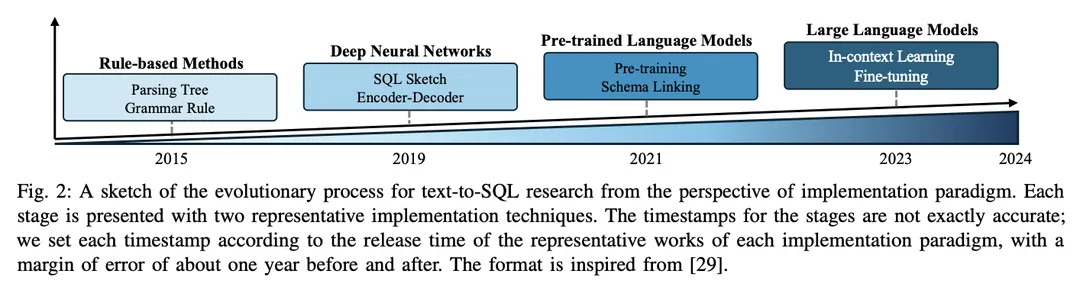 Rule-based Methods
Parsing Tree
Grammar Rule
Deep Neural Networks
SQL Sketch
Encoder-Decoder
Pre-trained Language Models
Pre-training
Schema Linking
Large Language Models
In-context Learning
Fine-tuning
2015
2019
2021
2023
2024
Fig. 2: A sketch of the evolutionary process for text-to-SQL research from the perspective of implementation paradigm. Each
stage is presented with two representative implementation techniques. The timestamps for the stages are not exactly accurate;
we set each timestamp according to the release time of the representative works of each implementation paradigm, with a
margin of error of about one year before and after. The format is inspired from [29].